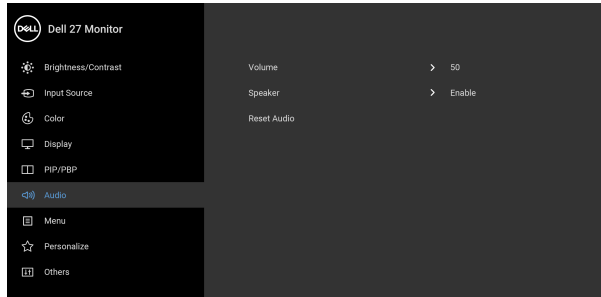 DELL Dell 27 Monitor
Brightness/Contrast
Input Source
Color
Display
PIP/PBP
Audio
Menu
Personalize
Others
Volume 50
Speaker Enable
Reset Audio